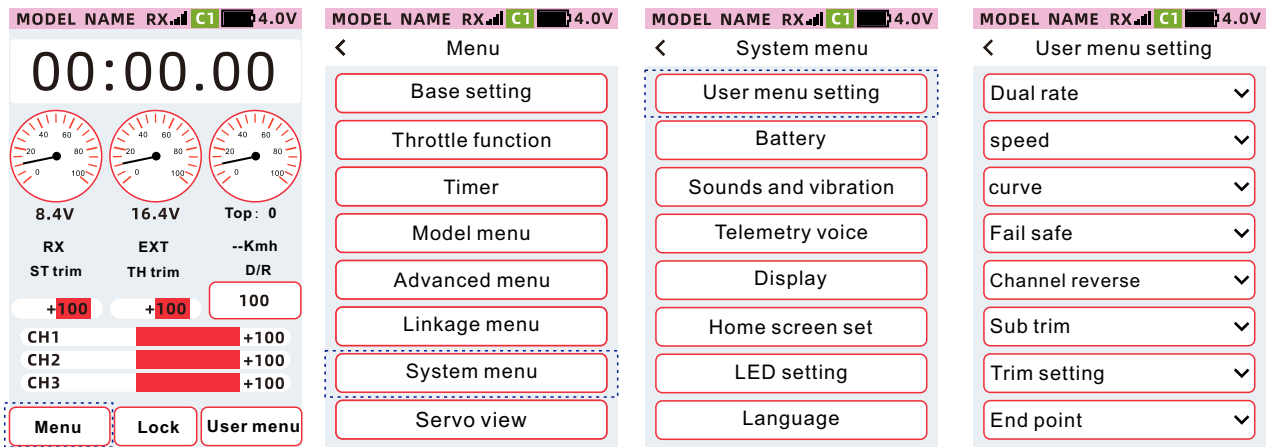 MODEL NAME RX C1 4.0V
00:00.00
20 40 60 80 0 100
20 40 60 80 0 100
20 40 60 80 0 100
8.4V 16.4V Top: 0
RX EXT --Kmh
ST trim TH trim D/R
+100 +100 100
CH1 +100
CH2 +100
CH3 +100
Menu Lock User menu
MODEL NAME RX C1 4.0V
< Menu
Base setting
Throttle function
Timer
Model menu
Advanced menu
Linkage menu
System menu
Servo view
MODEL NAME RX C1 4.0V
< System menu
User menu setting
Battery
Sounds and vibration
Telemetry voice
Display
Home screen set
LED setting
Language
MODEL NAME RX C1 4.0V
< User menu setting
Dual rate
speed
curve
Fail safe
Channel reverse
Sub trim
Trim setting
End point